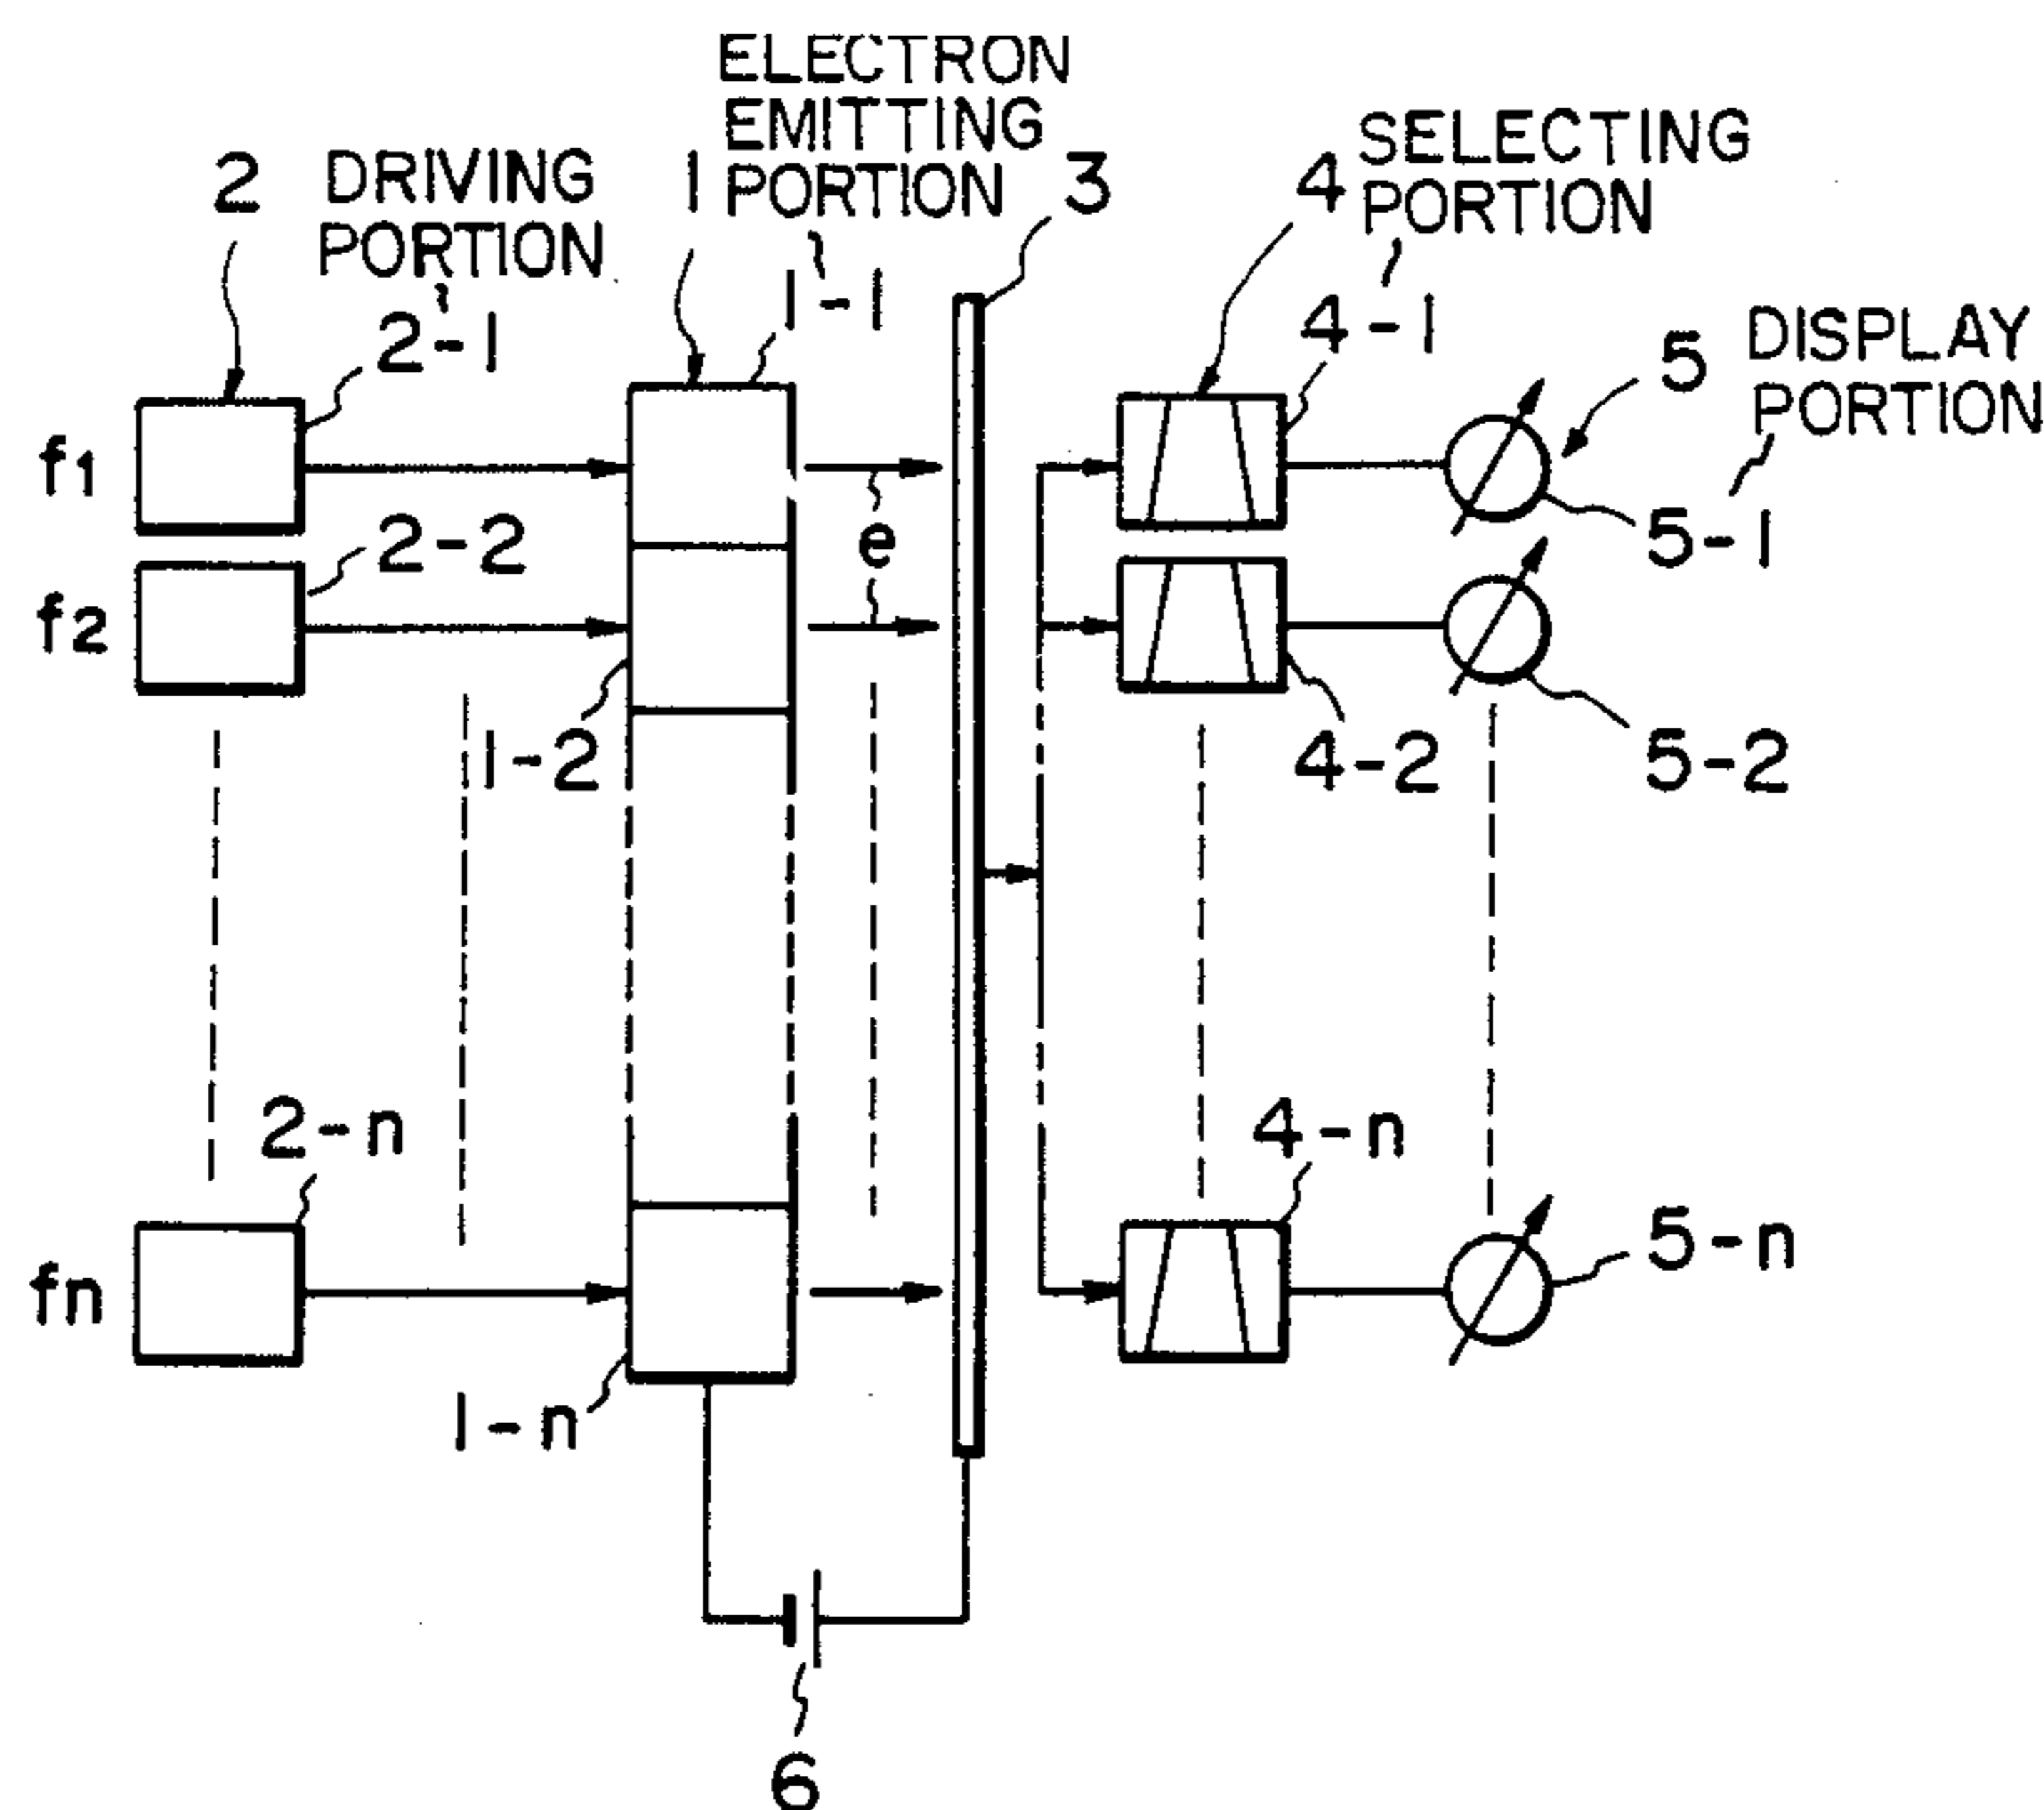 ELECTRON
EMITTING
PORTION
1
2
DRIVING
PORTION
3
4
SELECTING
PORTION
1-1
2-1
4-1
5
DISPLAY
PORTION
f1
2-2
e
5-1
f2
1-2
4-2
5-2
2-n
4-n
5-n
fn
1-n
6